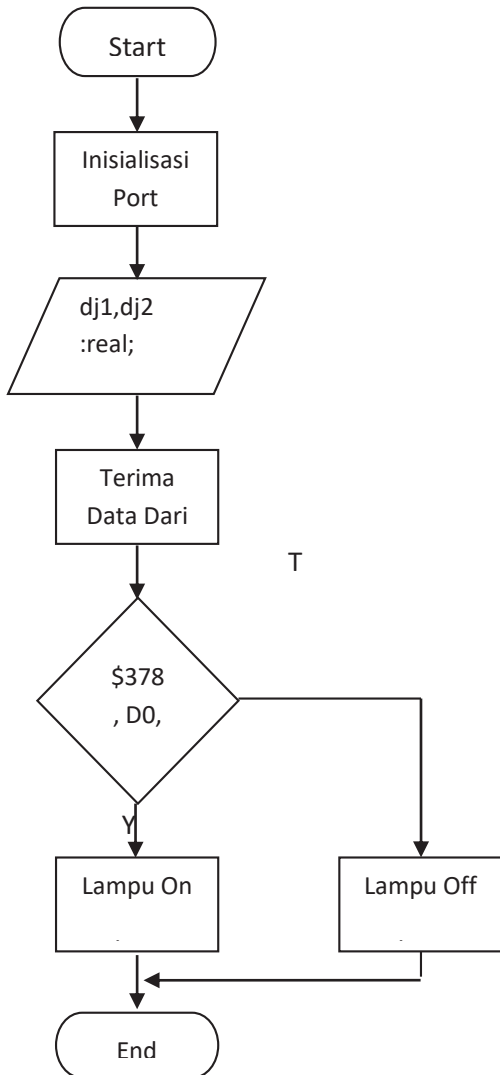 Start
Inisialisasi
Port
dj1,dj2
:real;
Terima
Data Dari
T
$378
, D0,
Y
Lampu On
Lampu Off
End